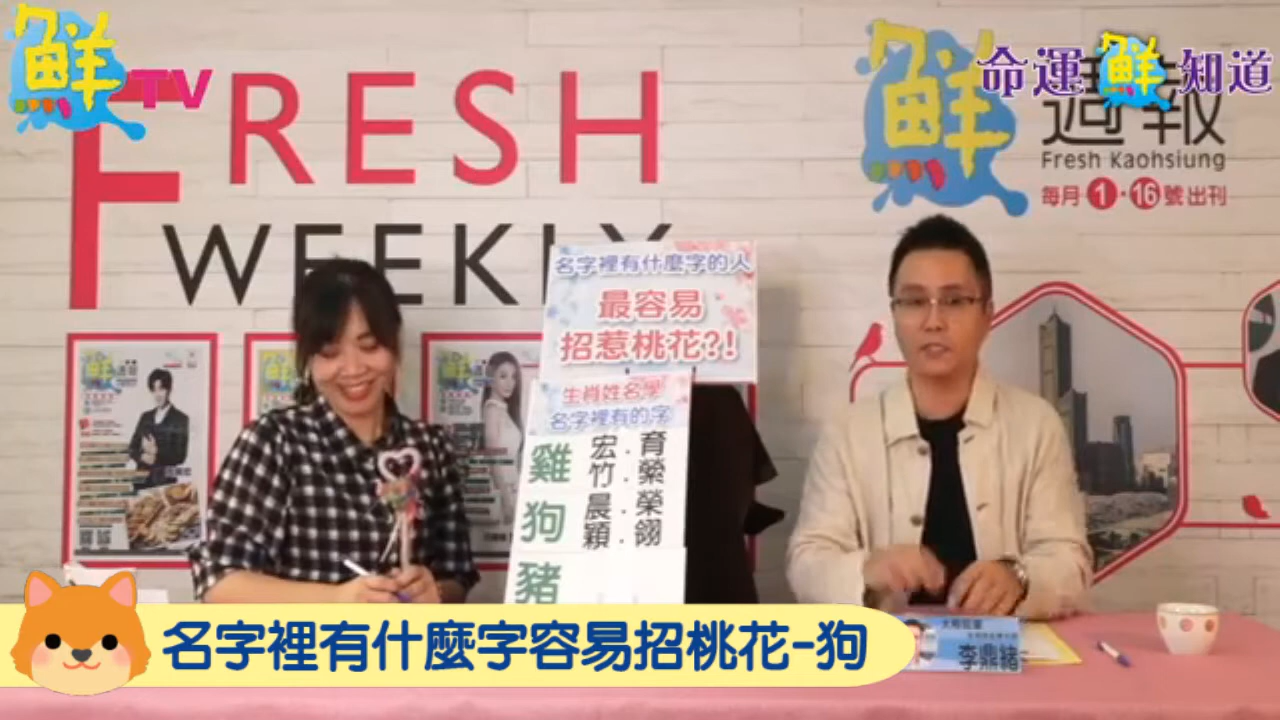 鮮TV
命運鮮知道
FRESH
WEEKLY
鮮週報
Fresh Kaohsiung
每月1·16號出刊
名字裡有什麼字的人
最容易
招惹桃花?!
生肖姓名學
名字裡有的字
雞 宏.育
竹.縈
狗 晨.榮
穎.翎
豬
李鼎緒
名字裡有什麼字容易招桃花-狗